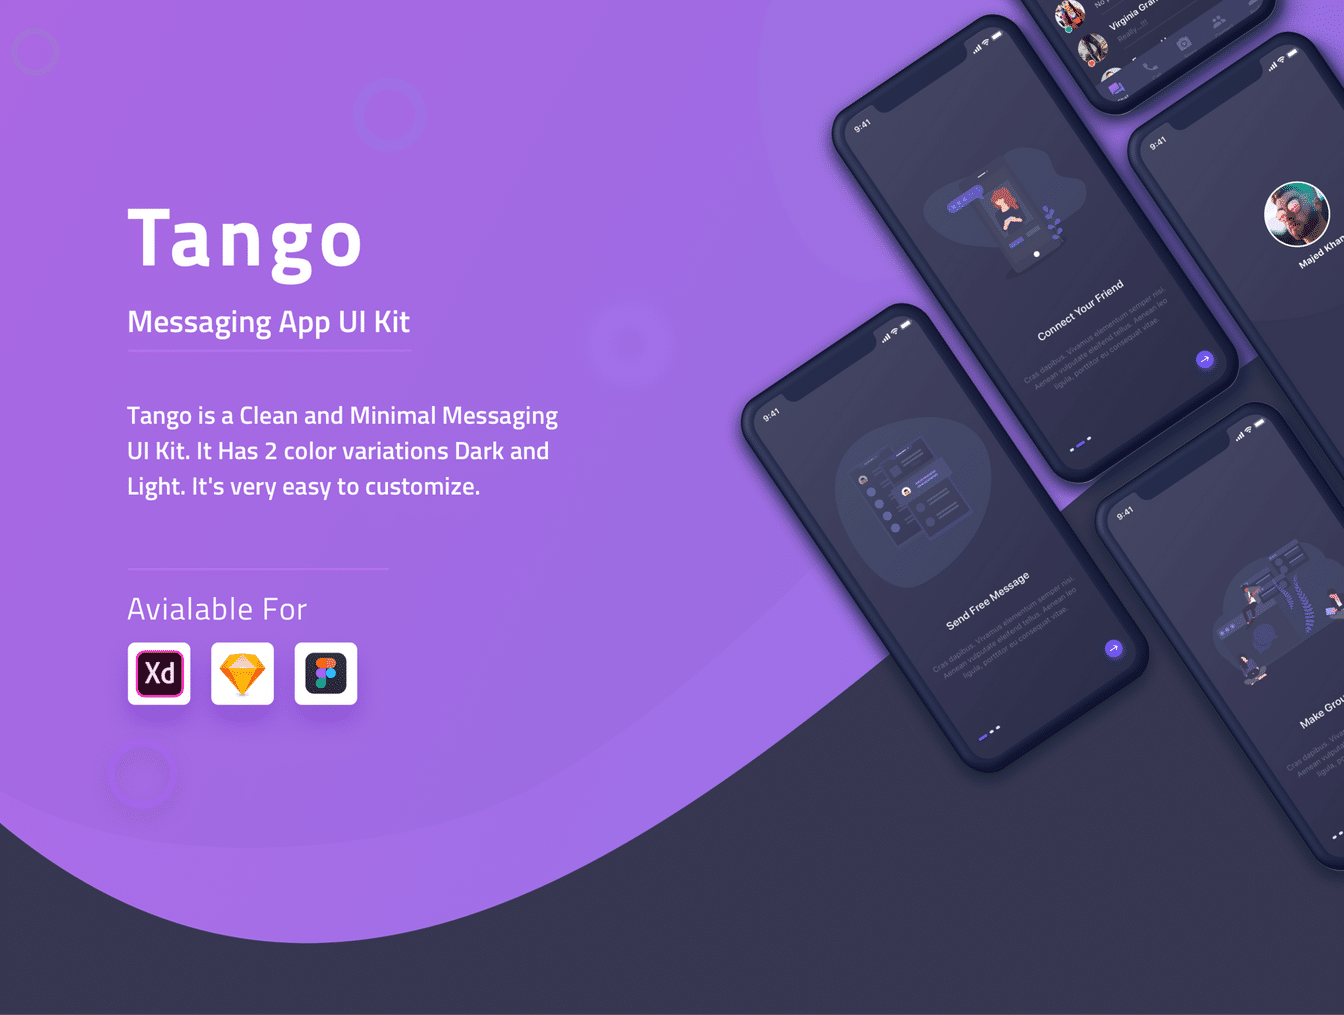 Tango
Messaging App UI Kit
Tango is a Clean and Minimal Messaging
UI Kit. It Has 2 color variations Dark and
Light. It's very easy to customize.
Avialable For
Xd
Virginia
Really...!!!
9:41
Connect Your Friend
Cras dapibus. Vivamus elementum semper nisi.
Aenean vulputate eleifend tellus. Aenean leo
ligula, porttitor eu consequat vitae.
9:41
Majed Khan
9:41
Send Free Message
Cras dapibus. Vivamus elementum semper nisi.
Aenean vulputate eleifend tellus. Aenean leo
ligula, porttitor eu consequat vitae.
9:41
Make
Cras dapibus.
Aenean